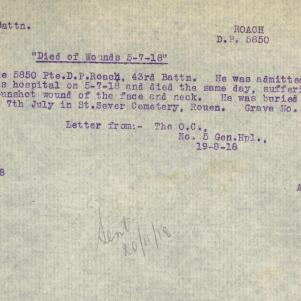 Battn.
ROACH
D.P. 5850
"Died of Wounds 5-7-18"
5850 Pte.D.P.Roach, 43rd Battn. He was admitted
hospital on 5-7-18 and died the same day,
wound of the face and neck. He was buried
7th July in St.Sever Cemetery, Rouen. Grave No.
Letter from:- The O.C.,
No. 5 Gen.Hpl.,
19-8-18
8
A
Sent